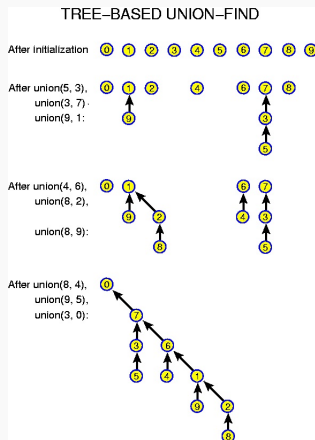 TREE-BASED UNION-FIND
After initialization 0 1 2 3 4 5 6 7 8 9
After union(5, 3), 0 1 2 4 6 7 8
union(3, 7)
union(9, 1: 9 3
5
After union(4, 6), 0 1 6 7
union(8, 2), 9 2 4 3
union(8, 9): 8 5
After union(8, 4), 0
union(9, 5),
union(3, 0): 7
3 6
5 4 1
9 2
8